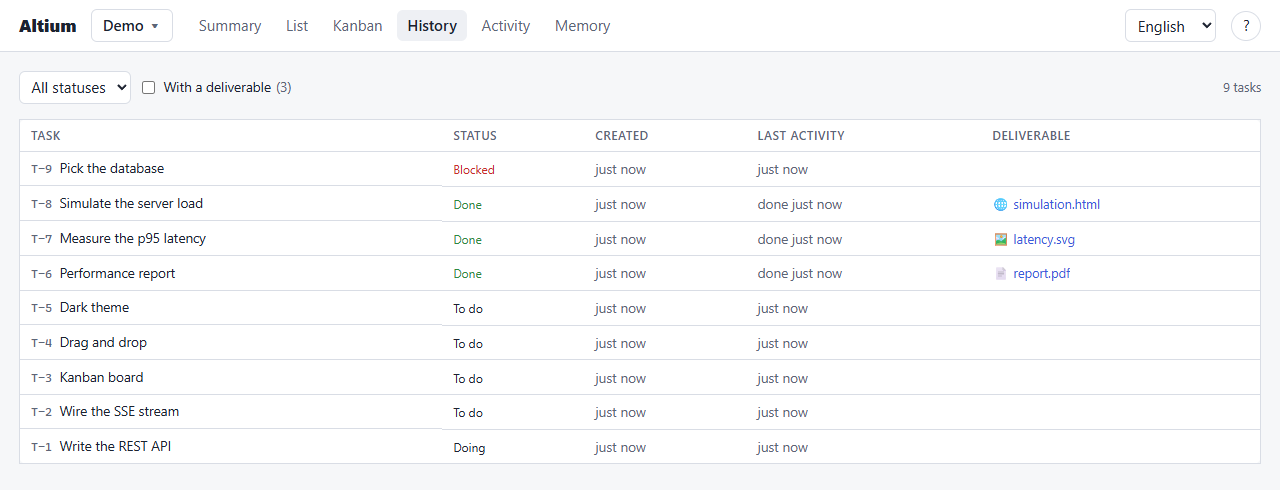 Altium Demo Summary List Kanban History Activity Memory English ?
All statuses With a deliverable (3) 9 tasks
TASK STATUS CREATED LAST ACTIVITY DELIVERABLE
T-9 Pick the database Blocked just now just now
T-8 Simulate the server load Done just now done just now simulation.html
T-7 Measure the p95 latency Done just now done just now latency.svg
T-6 Performance report Done just now done just now report.pdf
T-5 Dark theme To do just now just now
T-4 Drag and drop To do just now just now
T-3 Kanban board To do just now just now
T-2 Wire the SSE stream To do just now just now
T-1 Write the REST API Doing just now just now